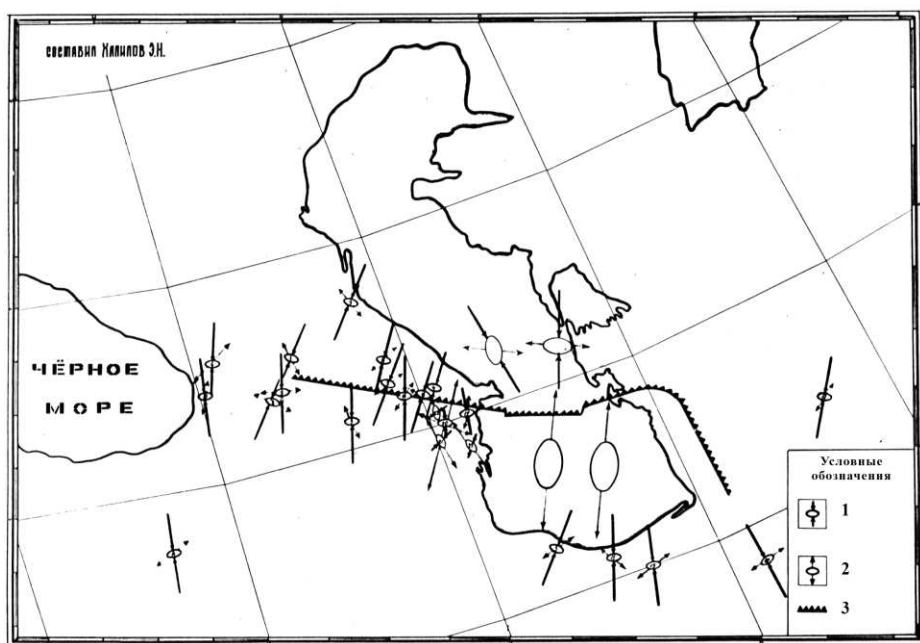 составил Халилов Э.Н.
ЧЁРНОЕ
МОРЕ
Условные
обозначения
1
2
3